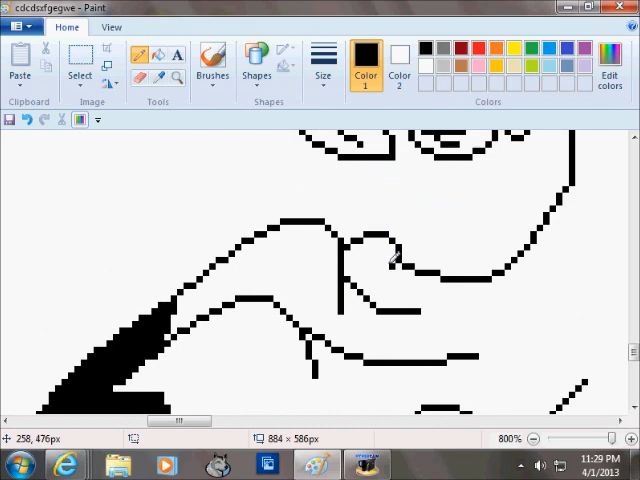 cdcdsxfgegwe - Paint
Home View
Paste Select Brushes Shapes Size Color 1 Color 2 Edit colors
Clipboard Image Tools Shapes Colors
258, 476px 884 × 586px 800%
11:29 PM
4/1/2013